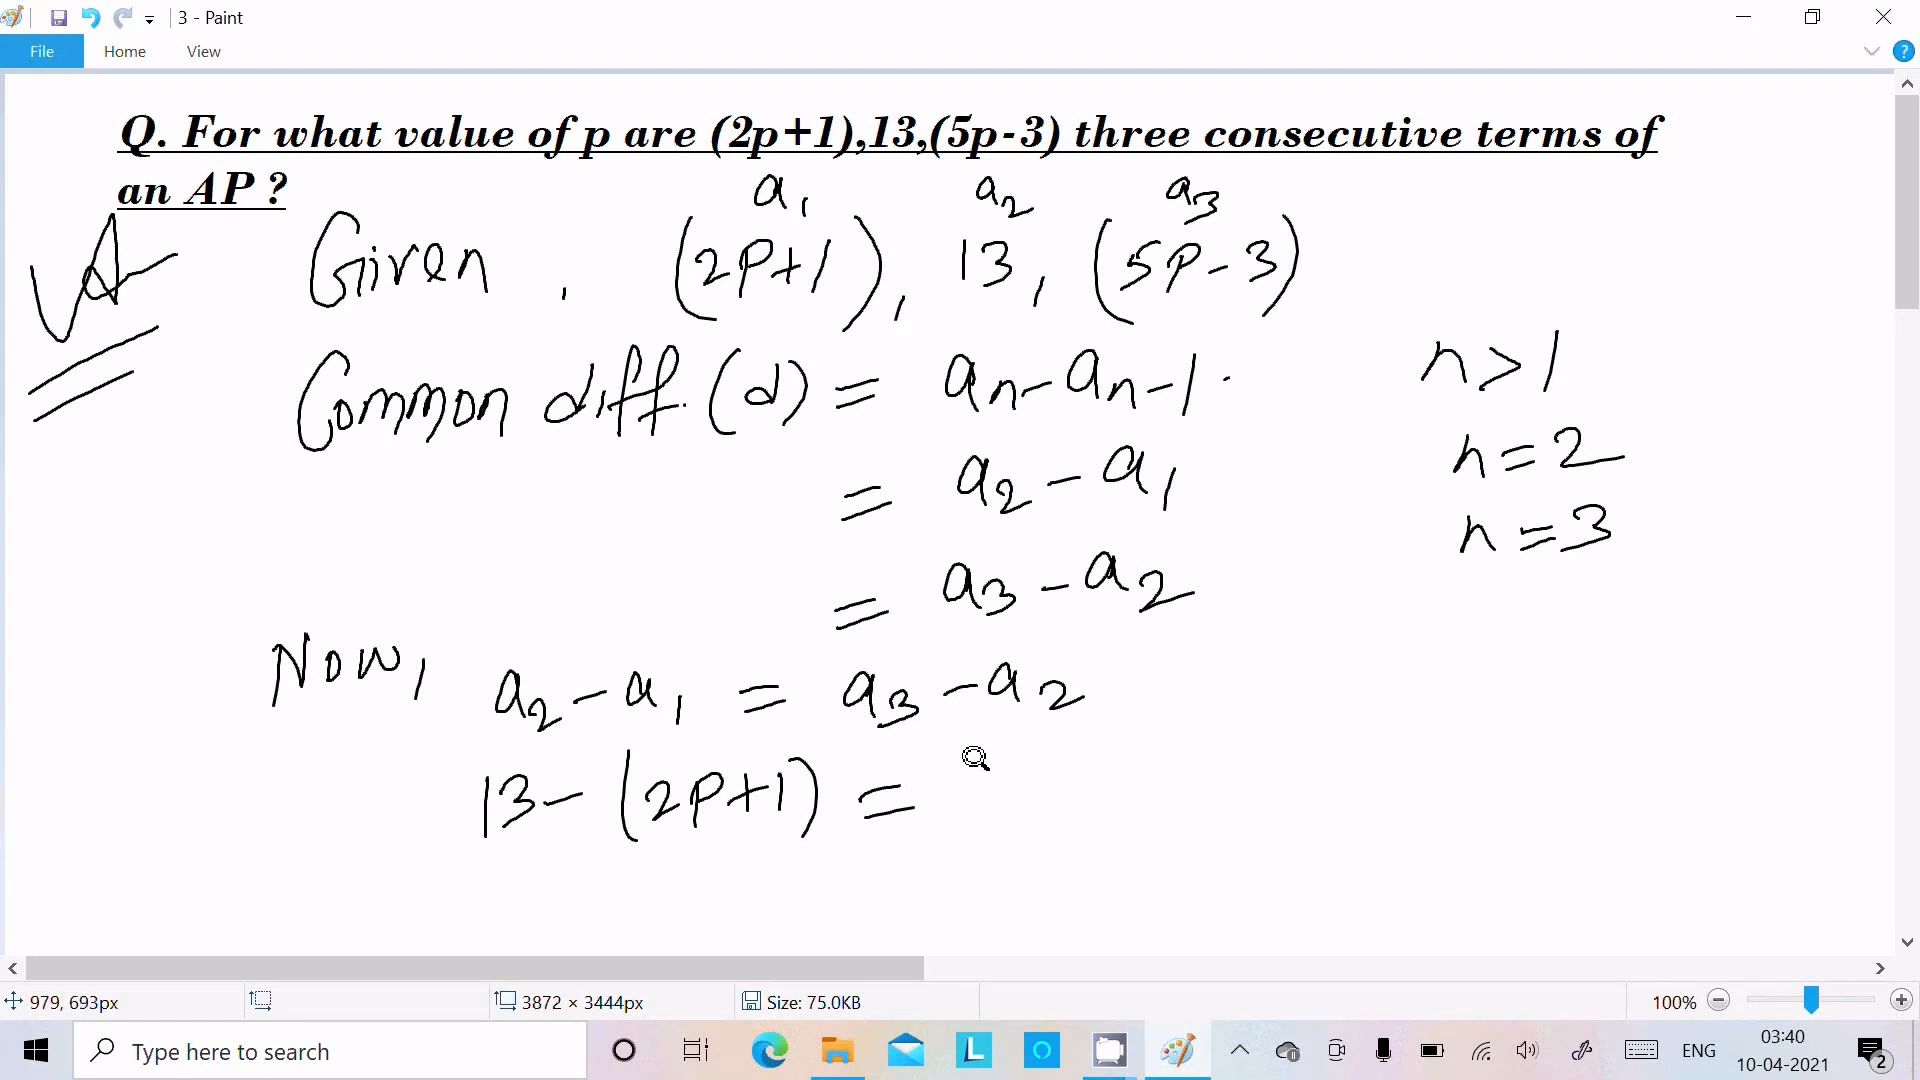 3 - Paint
File Home View
Q. For what value of p are (2p+1),13,(5p-3) three consecutive terms of
an AP ?
a1 a2 a3
Given, (2P+1), 13, (5P-3)
Common diff. (d) = an - an-1. n>1
= a2 - a1 n=2
= a3 - a2 n=3
Now, a2 - a1 = a3 - a2
13 - (2P+1) =
979, 693px 3872 × 3444px Size: 75.0KB 100%
Type here to search ENG 03:40
10-04-2021 2